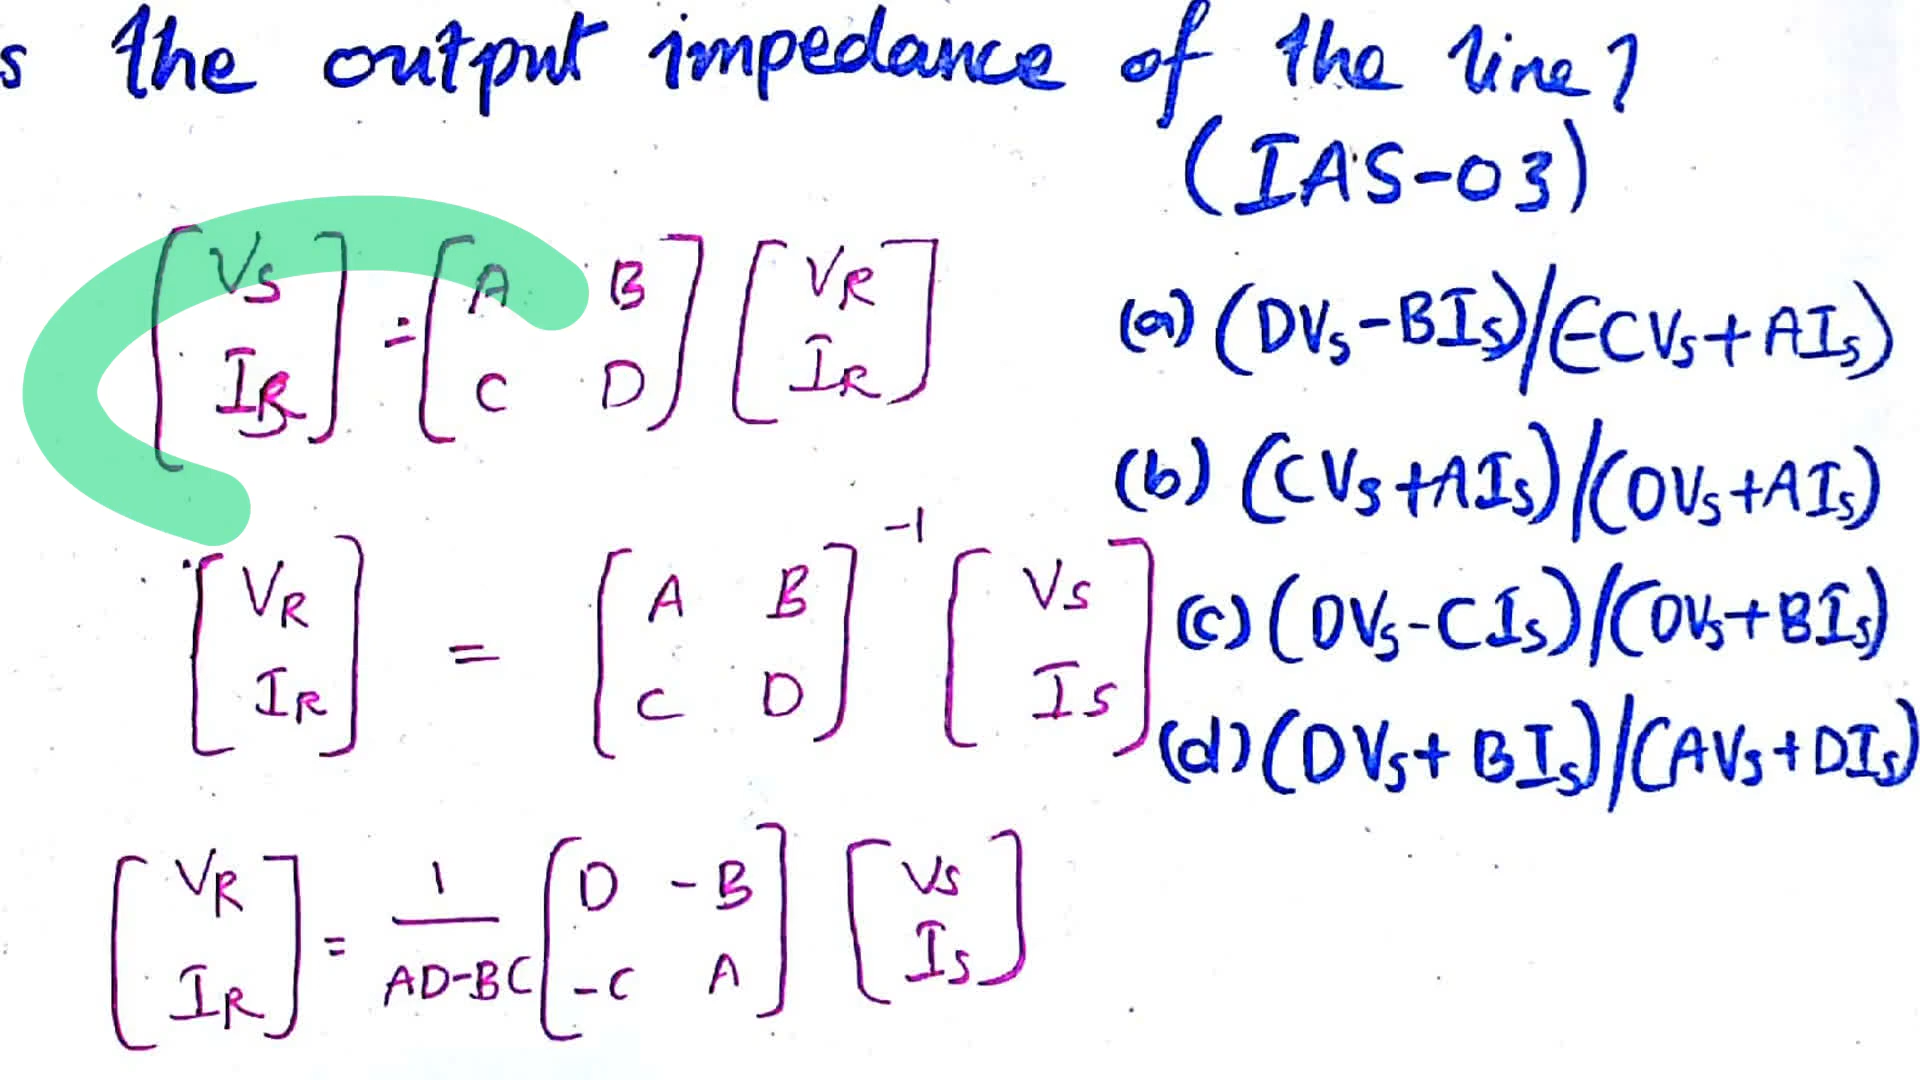 s the output impedance of the line?
(IAS-03)
[VS IS] = [A B C D] [VR IR]
(a) (DVs-BIs)/(-CVs+AIs)
(b) (CVs+AIs)/(DVs+AIs)
[VR IR] = [A B C D]⁻¹ [VS IS]
(c) (DVs-CIs)/(DVs+BIs)
(d) (DVs+BIs)/(AVs+DIs)
[VR IR] = 1/AD-BC [D -B -C A] [VS IS]